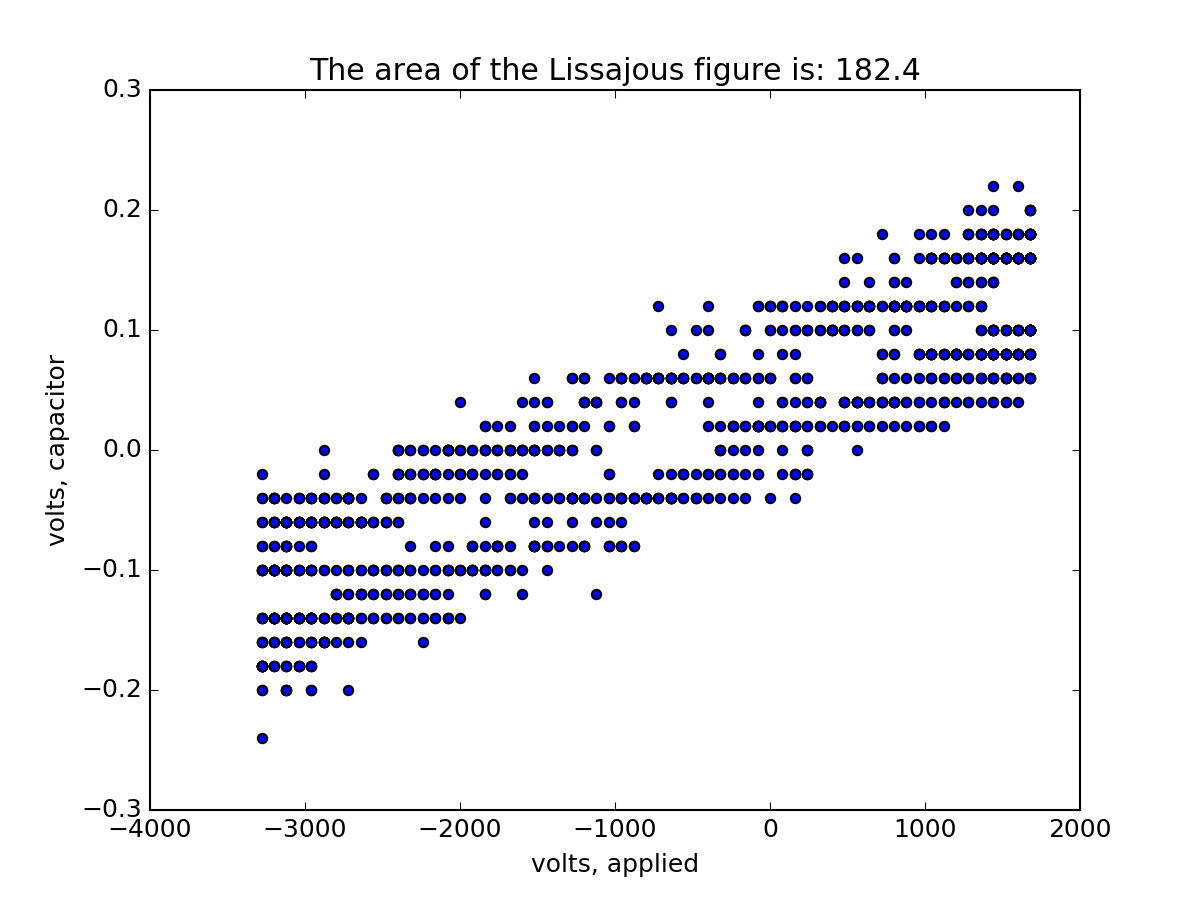 The area of the Lissajous figure is: 182.4
0.3
0.2
0.1
0.0
−0.1
−0.2
−0.3
volts, capacitor
−4000 −3000 −2000 −1000 0 1000 2000
volts, applied